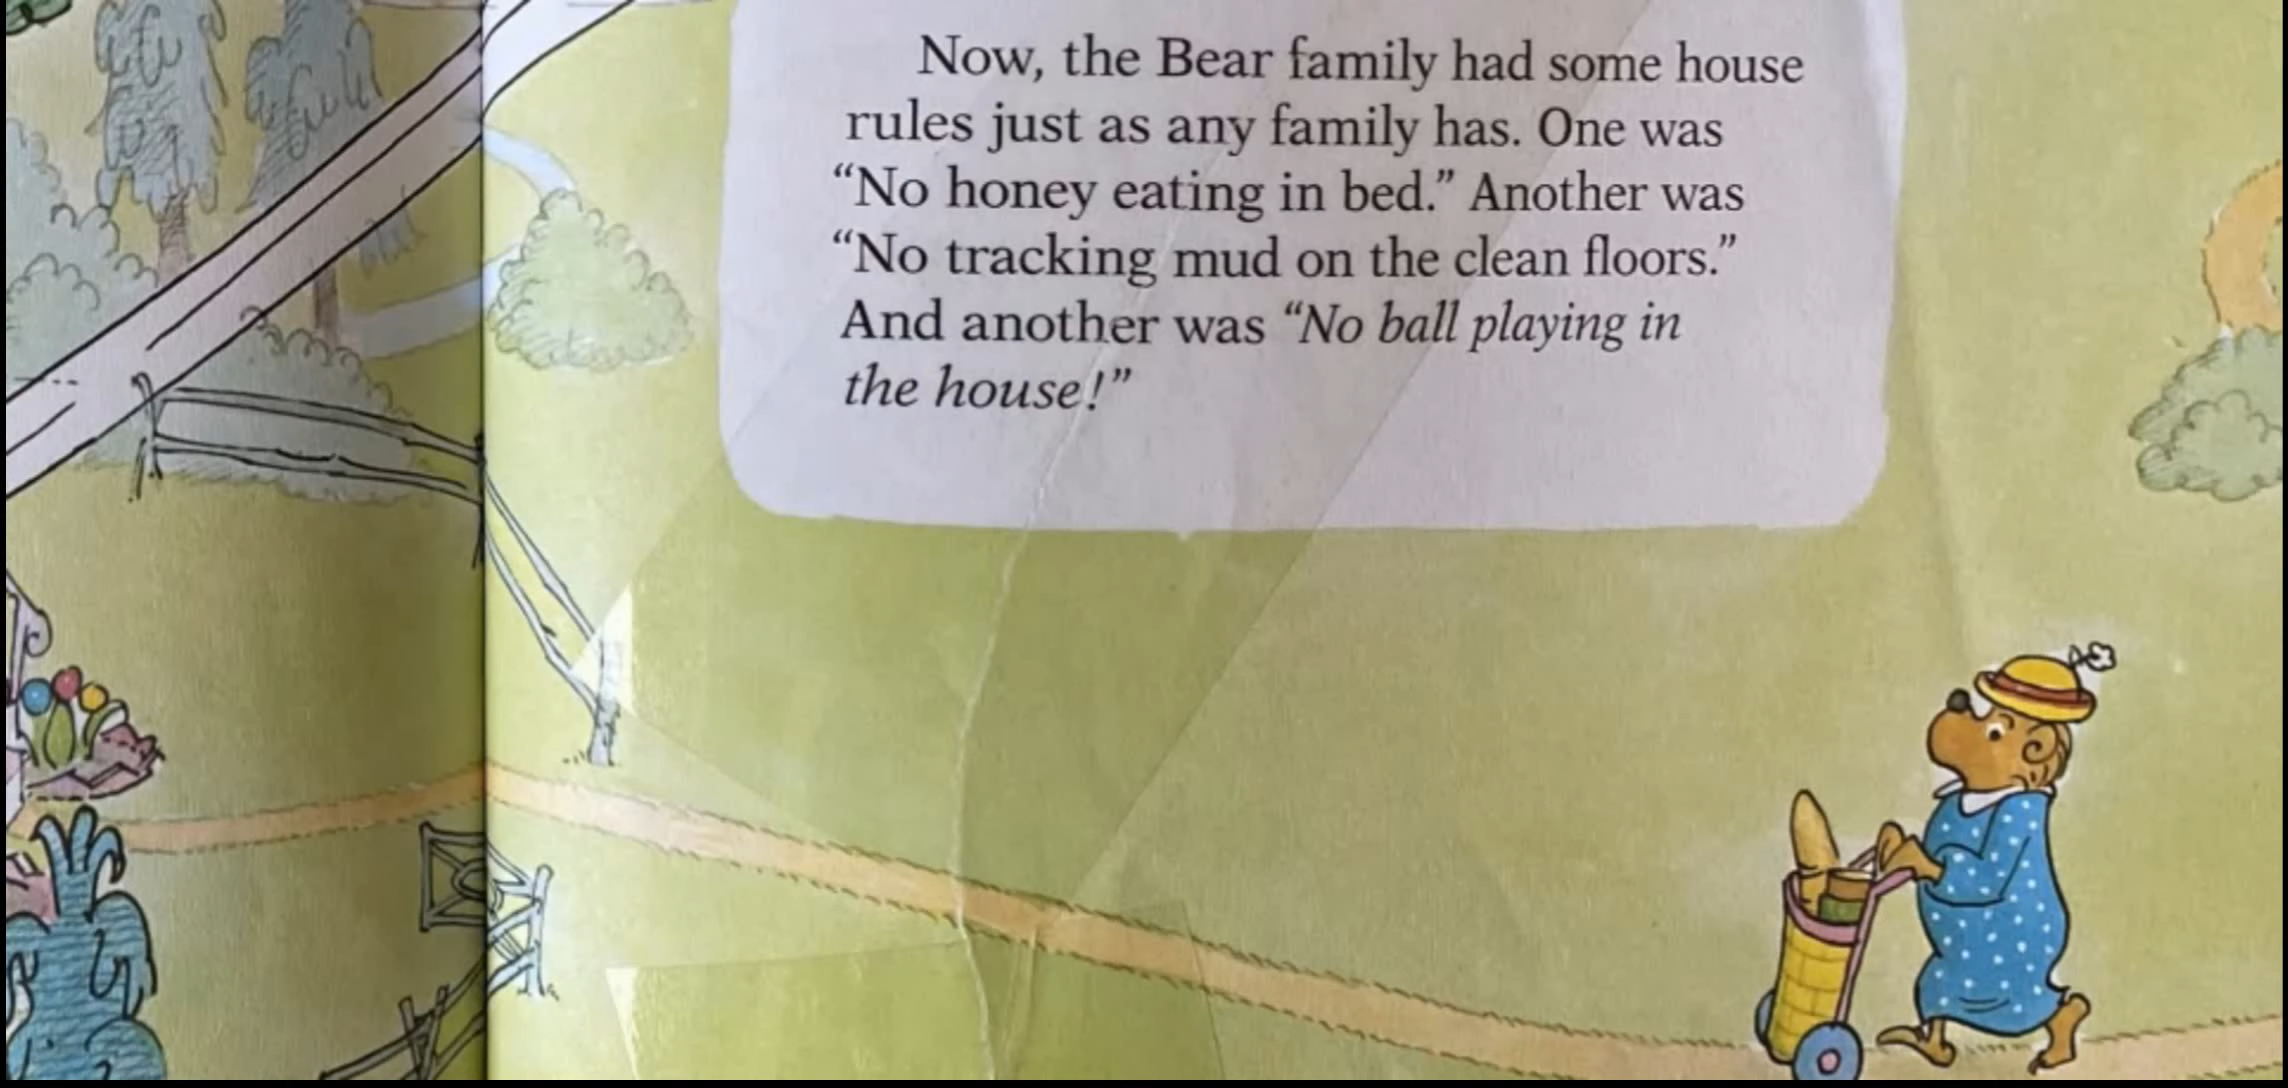 Now, the Bear family had some house
rules just as any family has. One was
“No honey eating in bed.” Another was
“No tracking mud on the clean floors.”
And another was “No ball playing in
the house!”